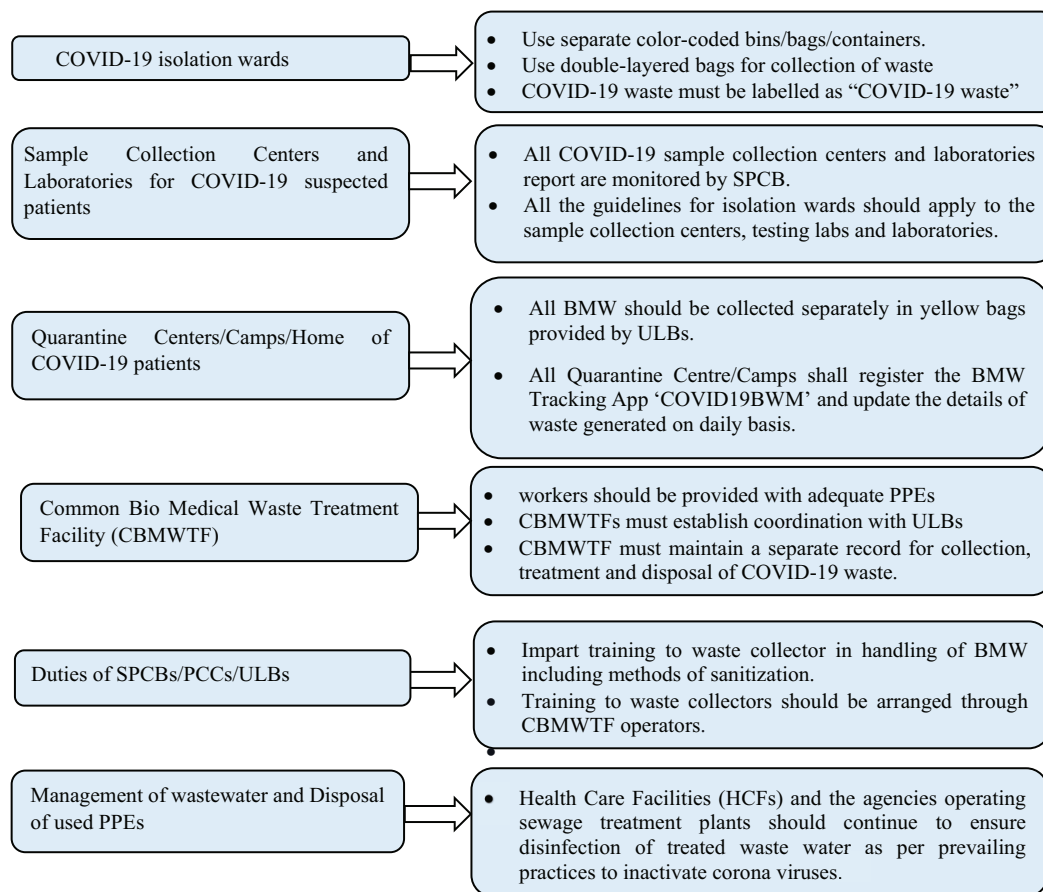 COVID-19 isolation wards
• Use separate color-coded bins/bags/containers.
• Use double-layered bags for collection of waste
• COVID-19 waste must be labelled as “COVID-19 waste”
Sample Collection Centers and
Laboratories for COVID-19 suspected
patients
• All COVID-19 sample collection centers and laboratories
report are monitored by SPCB.
• All the guidelines for isolation wards should apply to the
sample collection centers, testing labs and laboratories.
Quarantine Centers/Camps/Home of
COVID-19 patients
• All BMW should be collected separately in yellow bags
provided by ULBs.
• All Quarantine Centre/Camps shall register the BMW
Tracking App ‘COVID19BWM’ and update the details of
waste generated on daily basis.
Common Bio Medical Waste Treatment
Facility (CBMWTF)
• workers should be provided with adequate PPEs
• CBMWTFs must establish coordination with ULBs
• CBMWTF must maintain a separate record for collection,
treatment and disposal of COVID-19 waste.
Duties of SPCBs/PCCs/ULBs
• Impart training to waste collector in handling of BMW
including methods of sanitization.
• Training to waste collectors should be arranged through
CBMWTF operators.
•
Management of wastewater and Disposal
of used PPEs
• Health Care Facilities (HCFs) and the agencies operating
sewage treatment plants should continue to ensure
disinfection of treated waste water as per prevailing
practices to inactivate corona viruses.